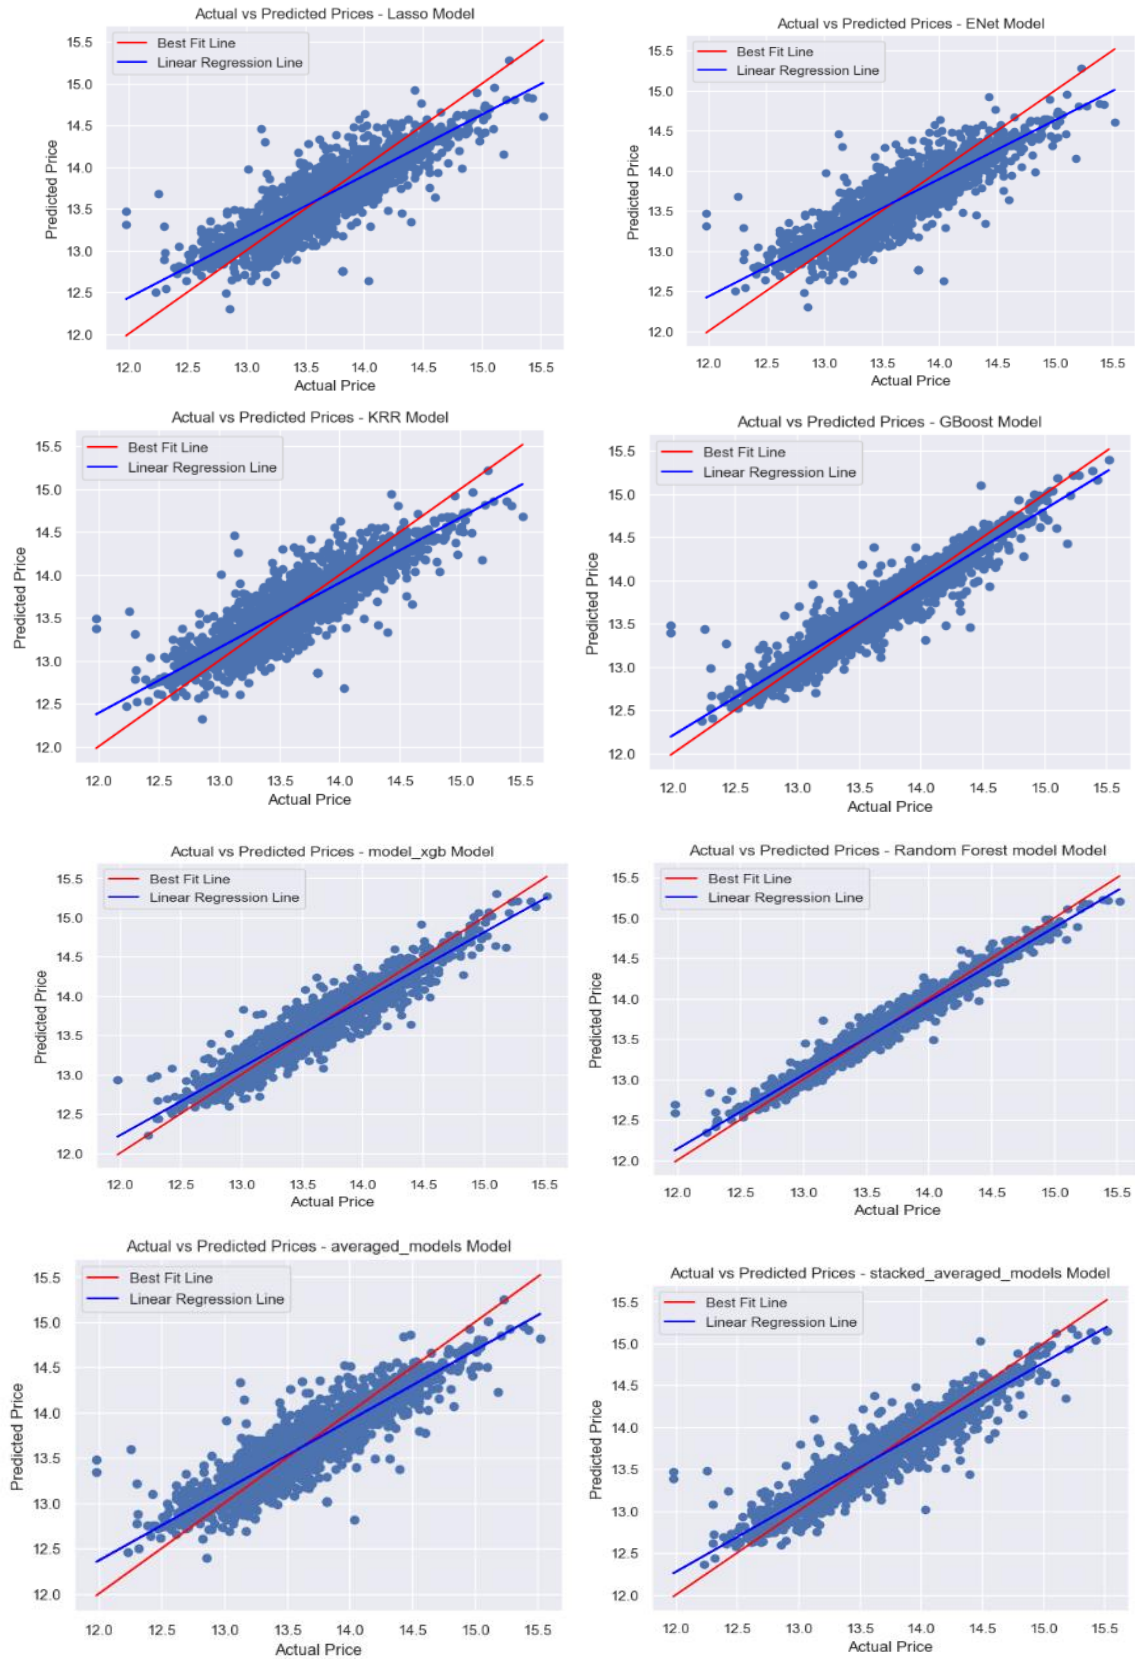 Actual vs Predicted Prices - Lasso Model
Best Fit Line
Linear Regression Line
15.5
15.0
14.5
14.0
13.5
13.0
12.5
12.0
Predicted Price
12.0 12.5 13.0 13.5 14.0 14.5 15.0 15.5
Actual Price
Actual vs Predicted Prices - ENet Model
Best Fit Line
Linear Regression Line
15.5
15.0
14.5
14.0
13.5
13.0
12.5
12.0
Predicted Price
12.0 12.5 13.0 13.5 14.0 14.5 15.0 15.5
Actual Price
Actual vs Predicted Prices - KRR Model
Best Fit Line
Linear Regression Line
15.5
15.0
14.5
14.0
13.5
13.0
12.5
12.0
Predicted Price
12.0 12.5 13.0 13.5 14.0 14.5 15.0 15.5
Actual Price
Actual vs Predicted Prices - GBoost Model
Best Fit Line
Linear Regression Line
15.5
15.0
14.5
14.0
13.5
13.0
12.5
12.0
Predicted Price
12.0 12.5 13.0 13.5 14.0 14.5 15.0 15.5
Actual Price
Actual vs Predicted Prices - model_xgb Model
Best Fit Line
Linear Regression Line
15.5
15.0
14.5
14.0
13.5
13.0
12.5
12.0
Predicted Price
12.0 12.5 13.0 13.5 14.0 14.5 15.0 15.5
Actual Price
Actual vs Predicted Prices - Random Forest model Model
Best Fit Line
Linear Regression Line
15.5
15.0
14.5
14.0
13.5
13.0
12.5
12.0
Predicted Price
12.0 12.5 13.0 13.5 14.0 14.5 15.0 15.5
Actual Price
Actual vs Predicted Prices - averaged_models Model
Best Fit Line
Linear Regression Line
15.5
15.0
14.5
14.0
13.5
13.0
12.5
12.0
Predicted Price
12.0 12.5 13.0 13.5 14.0 14.5 15.0 15.5
Actual Price
Actual vs Predicted Prices - stacked_averaged_models Model
Best Fit Line
Linear Regression Line
15.5
15.0
14.5
14.0
13.5
13.0
12.5
12.0
Predicted Price
12.0 12.5 13.0 13.5 14.0 14.5 15.0 15.5
Actual Price